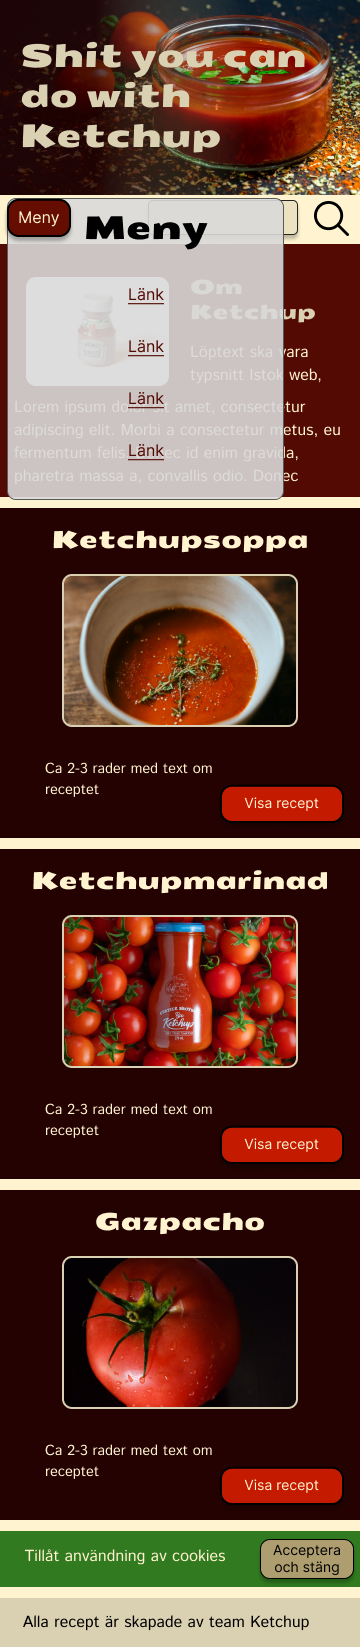 Shit you can
do with
Ketchup
Meny
Meny
Länk
Länk
Länk
Länk
Om
Ketchup
Löptext ska vara
typsnitt Istok web,
Lorem ipsum dolor sit amet, consectetur
adipiscing elit. Morbi a consectetur metus, eu
fermentum felis. Donec id enim gravida,
pharetra massa a, convallis odio. Donec
Ketchupsoppa
Ca 2-3 rader med text om
receptet
Visa recept
Ketchupmarinad
Ketchup
Ca 2-3 rader med text om
receptet
Visa recept
Gazpacho
Ca 2-3 rader med text om
receptet
Visa recept
Tillåt användning av cookies
Acceptera
och stäng
Alla recept är skapade av team Ketchup